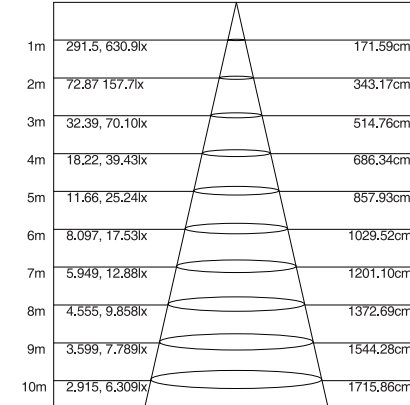 1m 291.5, 630.9lx 171.59cm
2m 72.87 157.7lx 343.17cm
3m 32.39, 70.10lx 514.76cm
4m 18.22, 39.43lx 686.34cm
5m 11.66, 25.24lx 857.93cm
6m 8.097, 17.53lx 1029.52cm
7m 5.949, 12.88lx 1201.10cm
8m 4.555, 9.858lx 1372.69cm
9m 3.599, 7.789lx 1544.28cm
10m 2.915, 6.309lx 1715.86cm